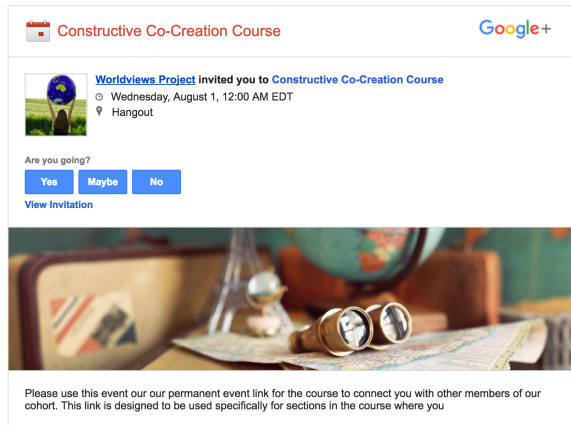 Constructive Co-Creation Course
Google+
Worldviews Project invited you to Constructive Co-Creation Course
Wednesday, August 1, 12:00 AM EDT
Hangout
Are you going?
Yes
Maybe
No
View Invitation
Please use this event our our permanent event link for the course to connect you with other members of our
cohort. This link is designed to be used specifically for sections in the course where you